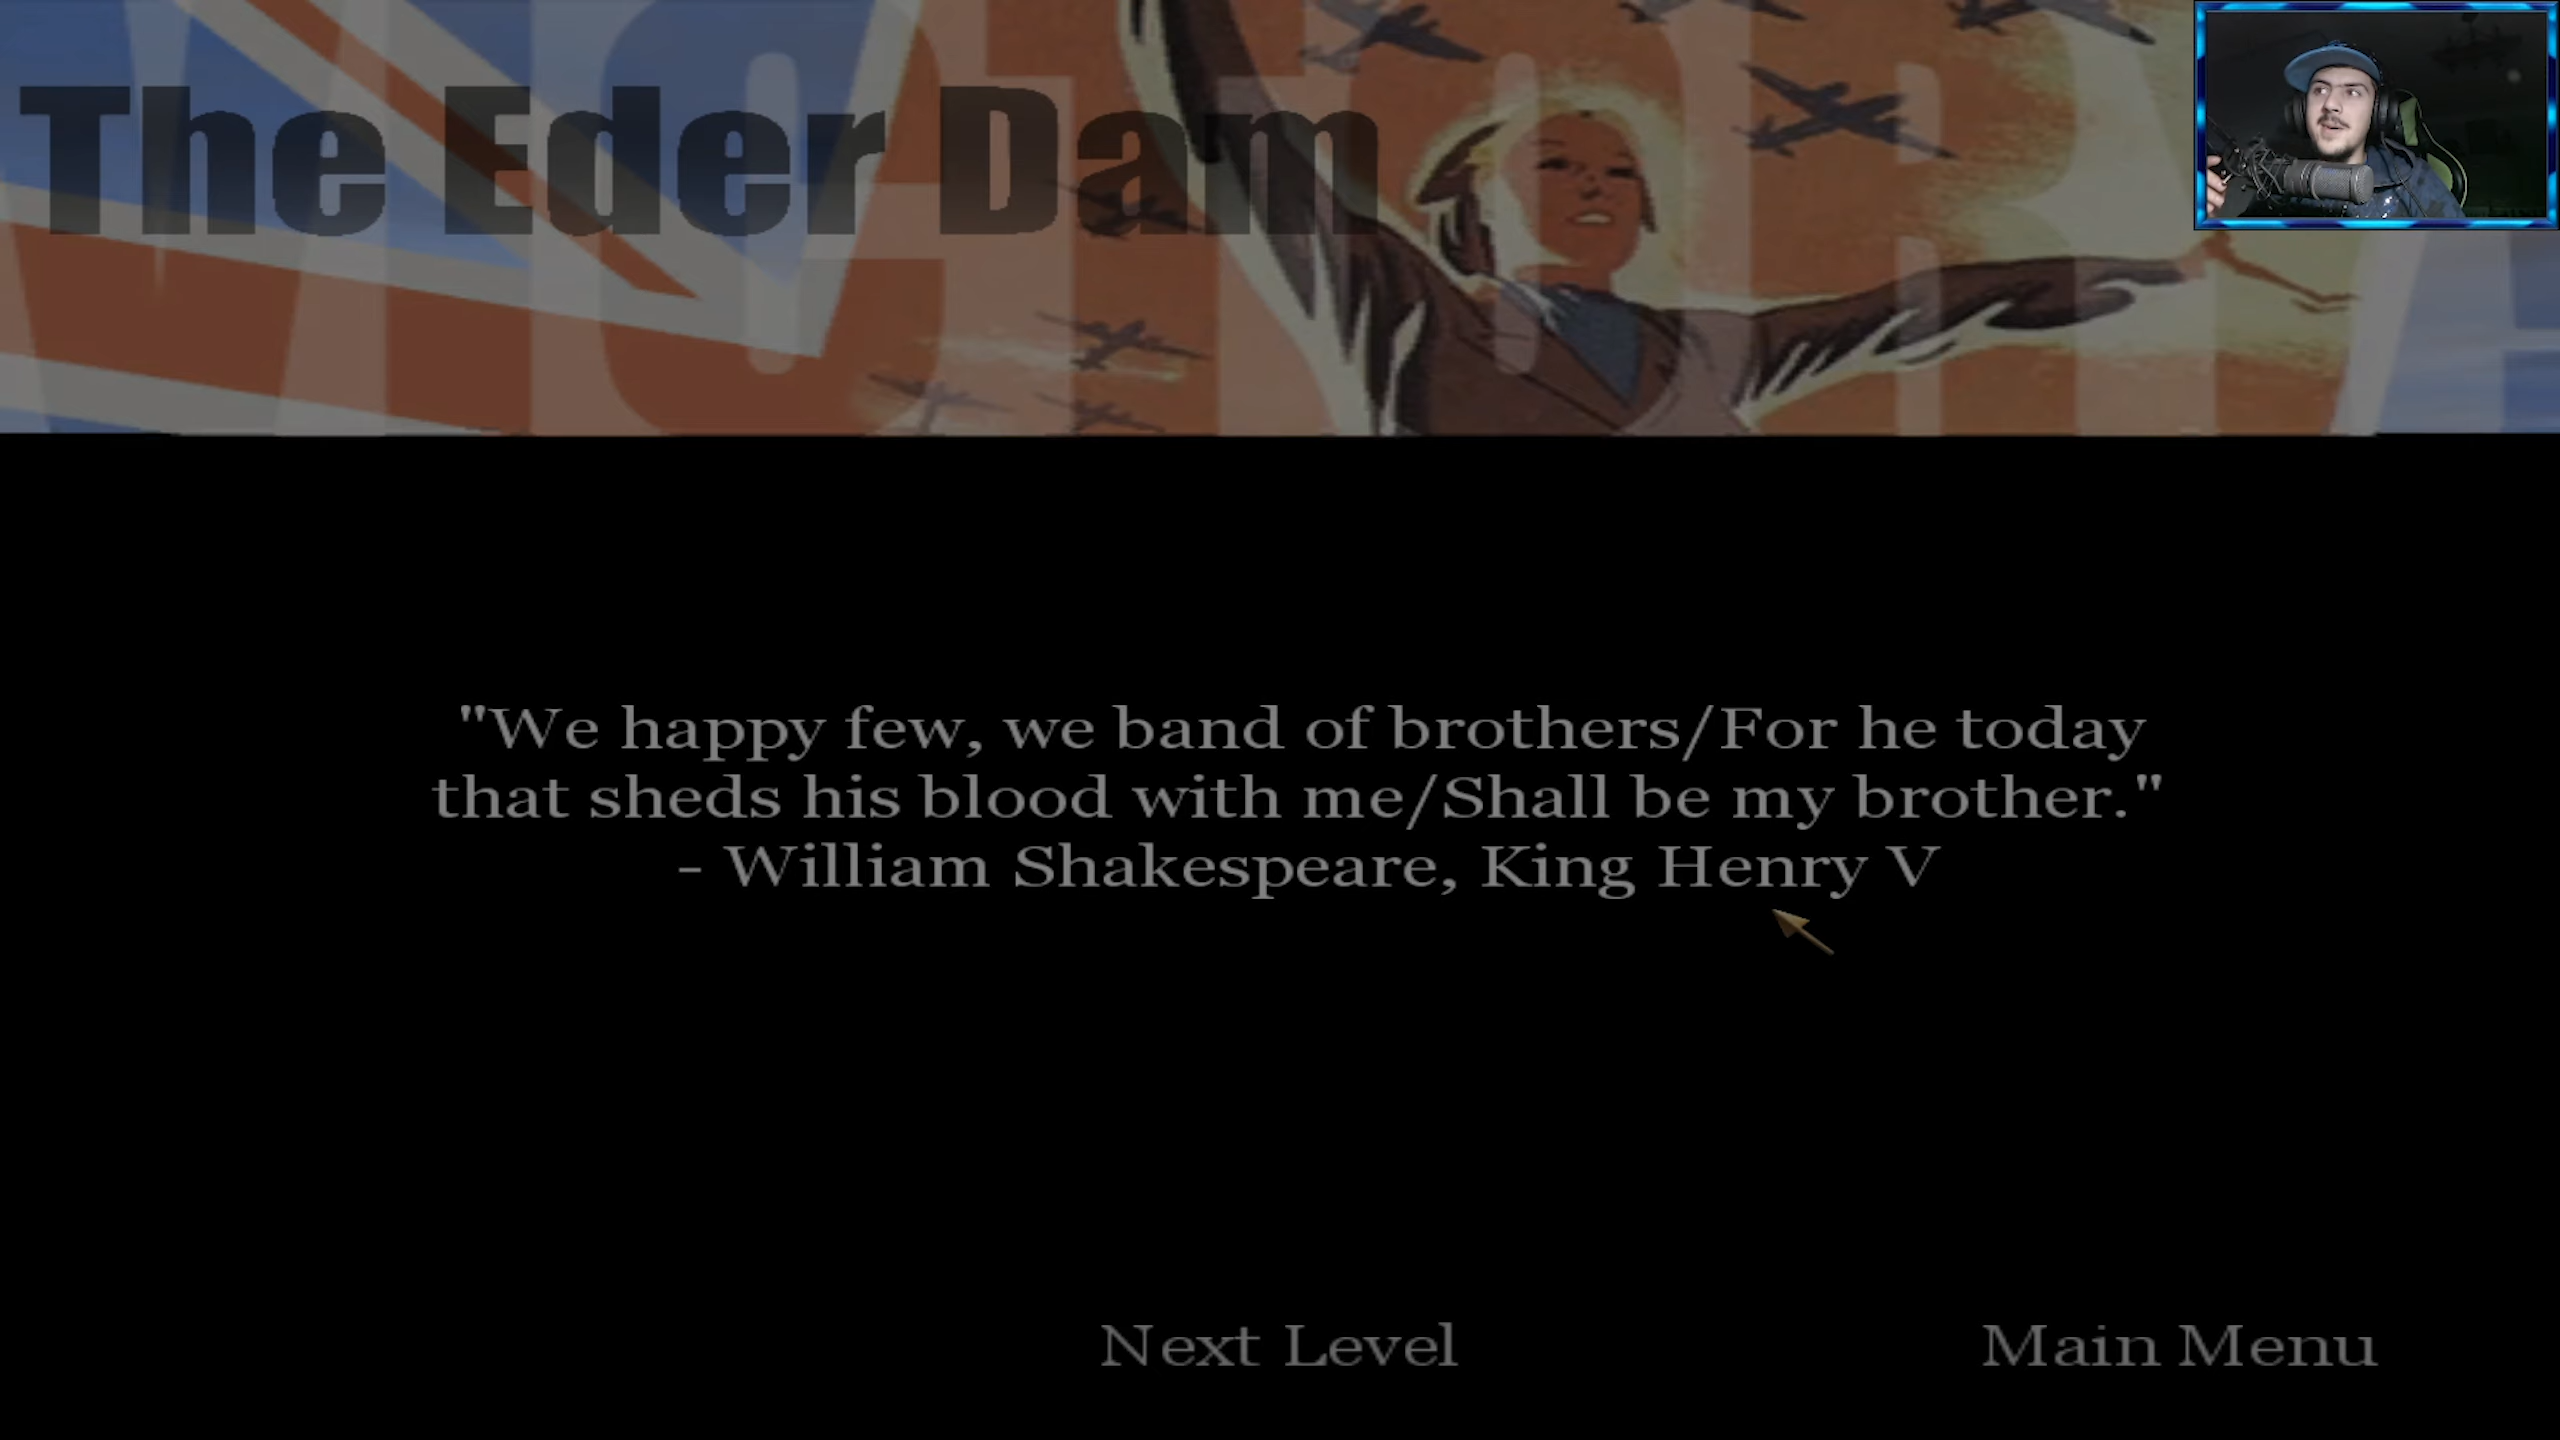 The Eder Dam
"We happy few, we band of brothers/For he today
that sheds his blood with me/Shall be my brother."
- William Shakespeare, King Henry V
Next Level
Main Menu